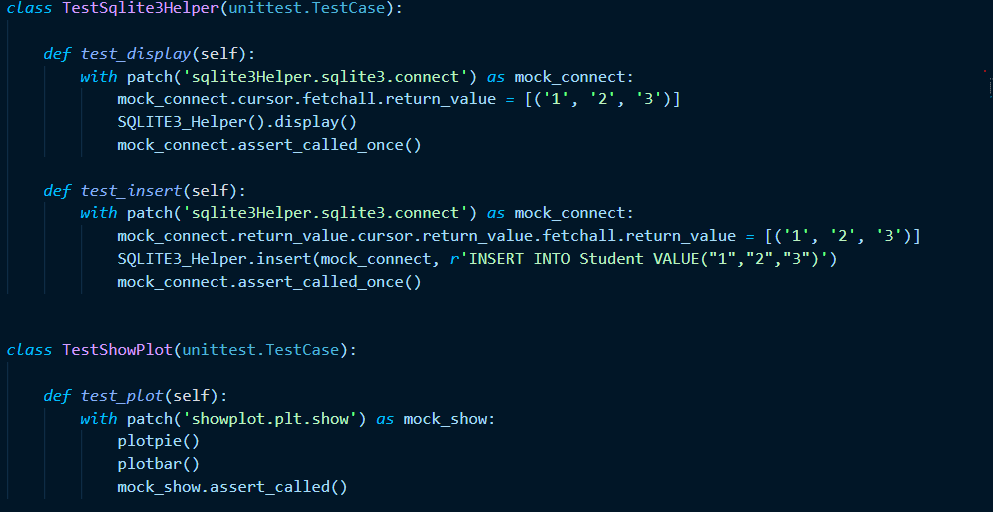 class TestSqlite3Helper(unittest.TestCase):
def test_display(self):
with patch('sqlite3Helper.sqlite3.connect') as mock_connect:
mock_connect.cursor.fetchall.return_value = [('1', '2', '3')]
SQLITE3_Helper().display()
mock_connect.assert_called_once()
def test_insert(self):
with patch('sqlite3Helper.sqlite3.connect') as mock_connect:
mock_connect.return_value.cursor.return_value.fetchall.return_value = [('1', '2', '3')]
SQLITE3_Helper.insert(mock_connect, r'INSERT INTO Student VALUE("1","2","3")')
mock_connect.assert_called_once()
class TestShowPlot(unittest.TestCase):
def test_plot(self):
with patch('showplot.plt.show') as mock_show:
plotpie()
plotbar()
mock_show.assert_called()